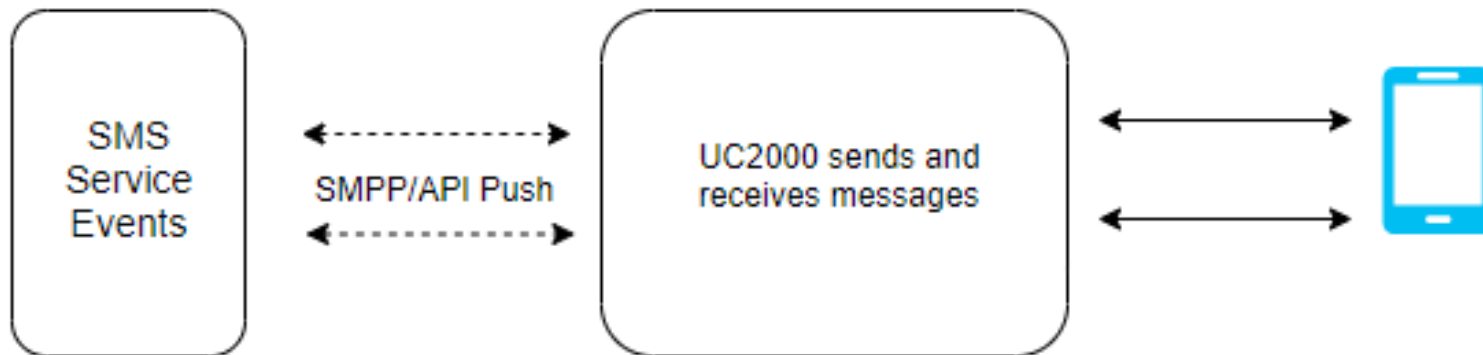 SMS
Service
Events
SMPP/API Push
UC2000 sends and
receives messages